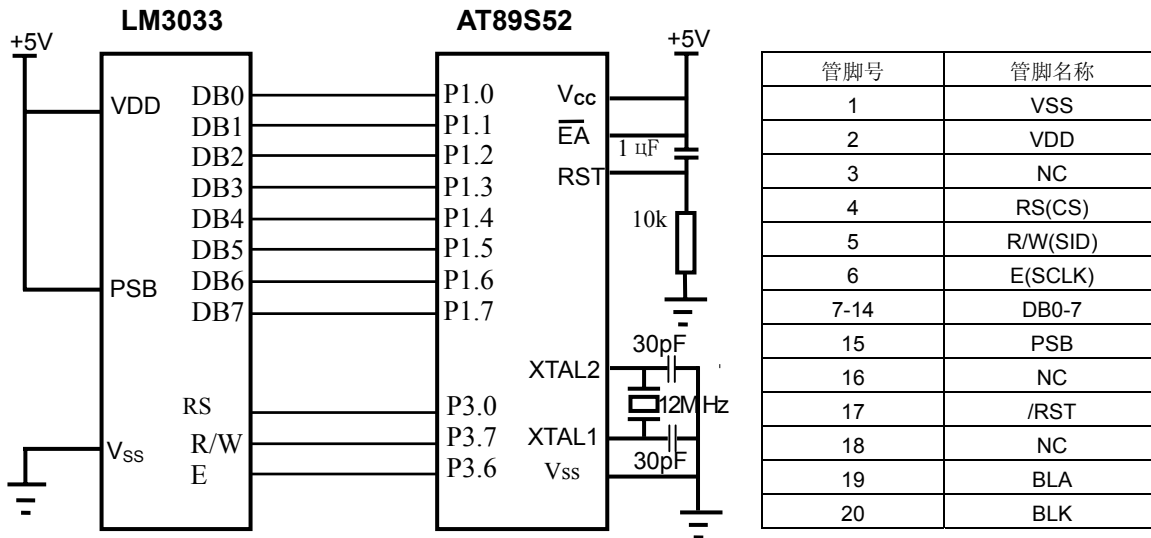 LM3033
AT89S52
+5V
VDD
PSB
VSS
DB0
DB1
DB2
DB3
DB4
DB5
DB6
DB7
RS
R/W
E
P1.0
P1.1
P1.2
P1.3
P1.4
P1.5
P1.6
P1.7
P3.0
P3.7
P3.6
Vcc
EA
RST
XTAL2
XTAL1
Vss
+5V
1 цF
10k
30pF
12M Hz
30pF
管脚号 管脚名称
1 VSS
2 VDD
3 NC
4 RS(CS)
5 R/W(SID)
6 E(SCLK)
7-14 DB0-7
15 PSB
16 NC
17 /RST
18 NC
19 BLA
20 BLK